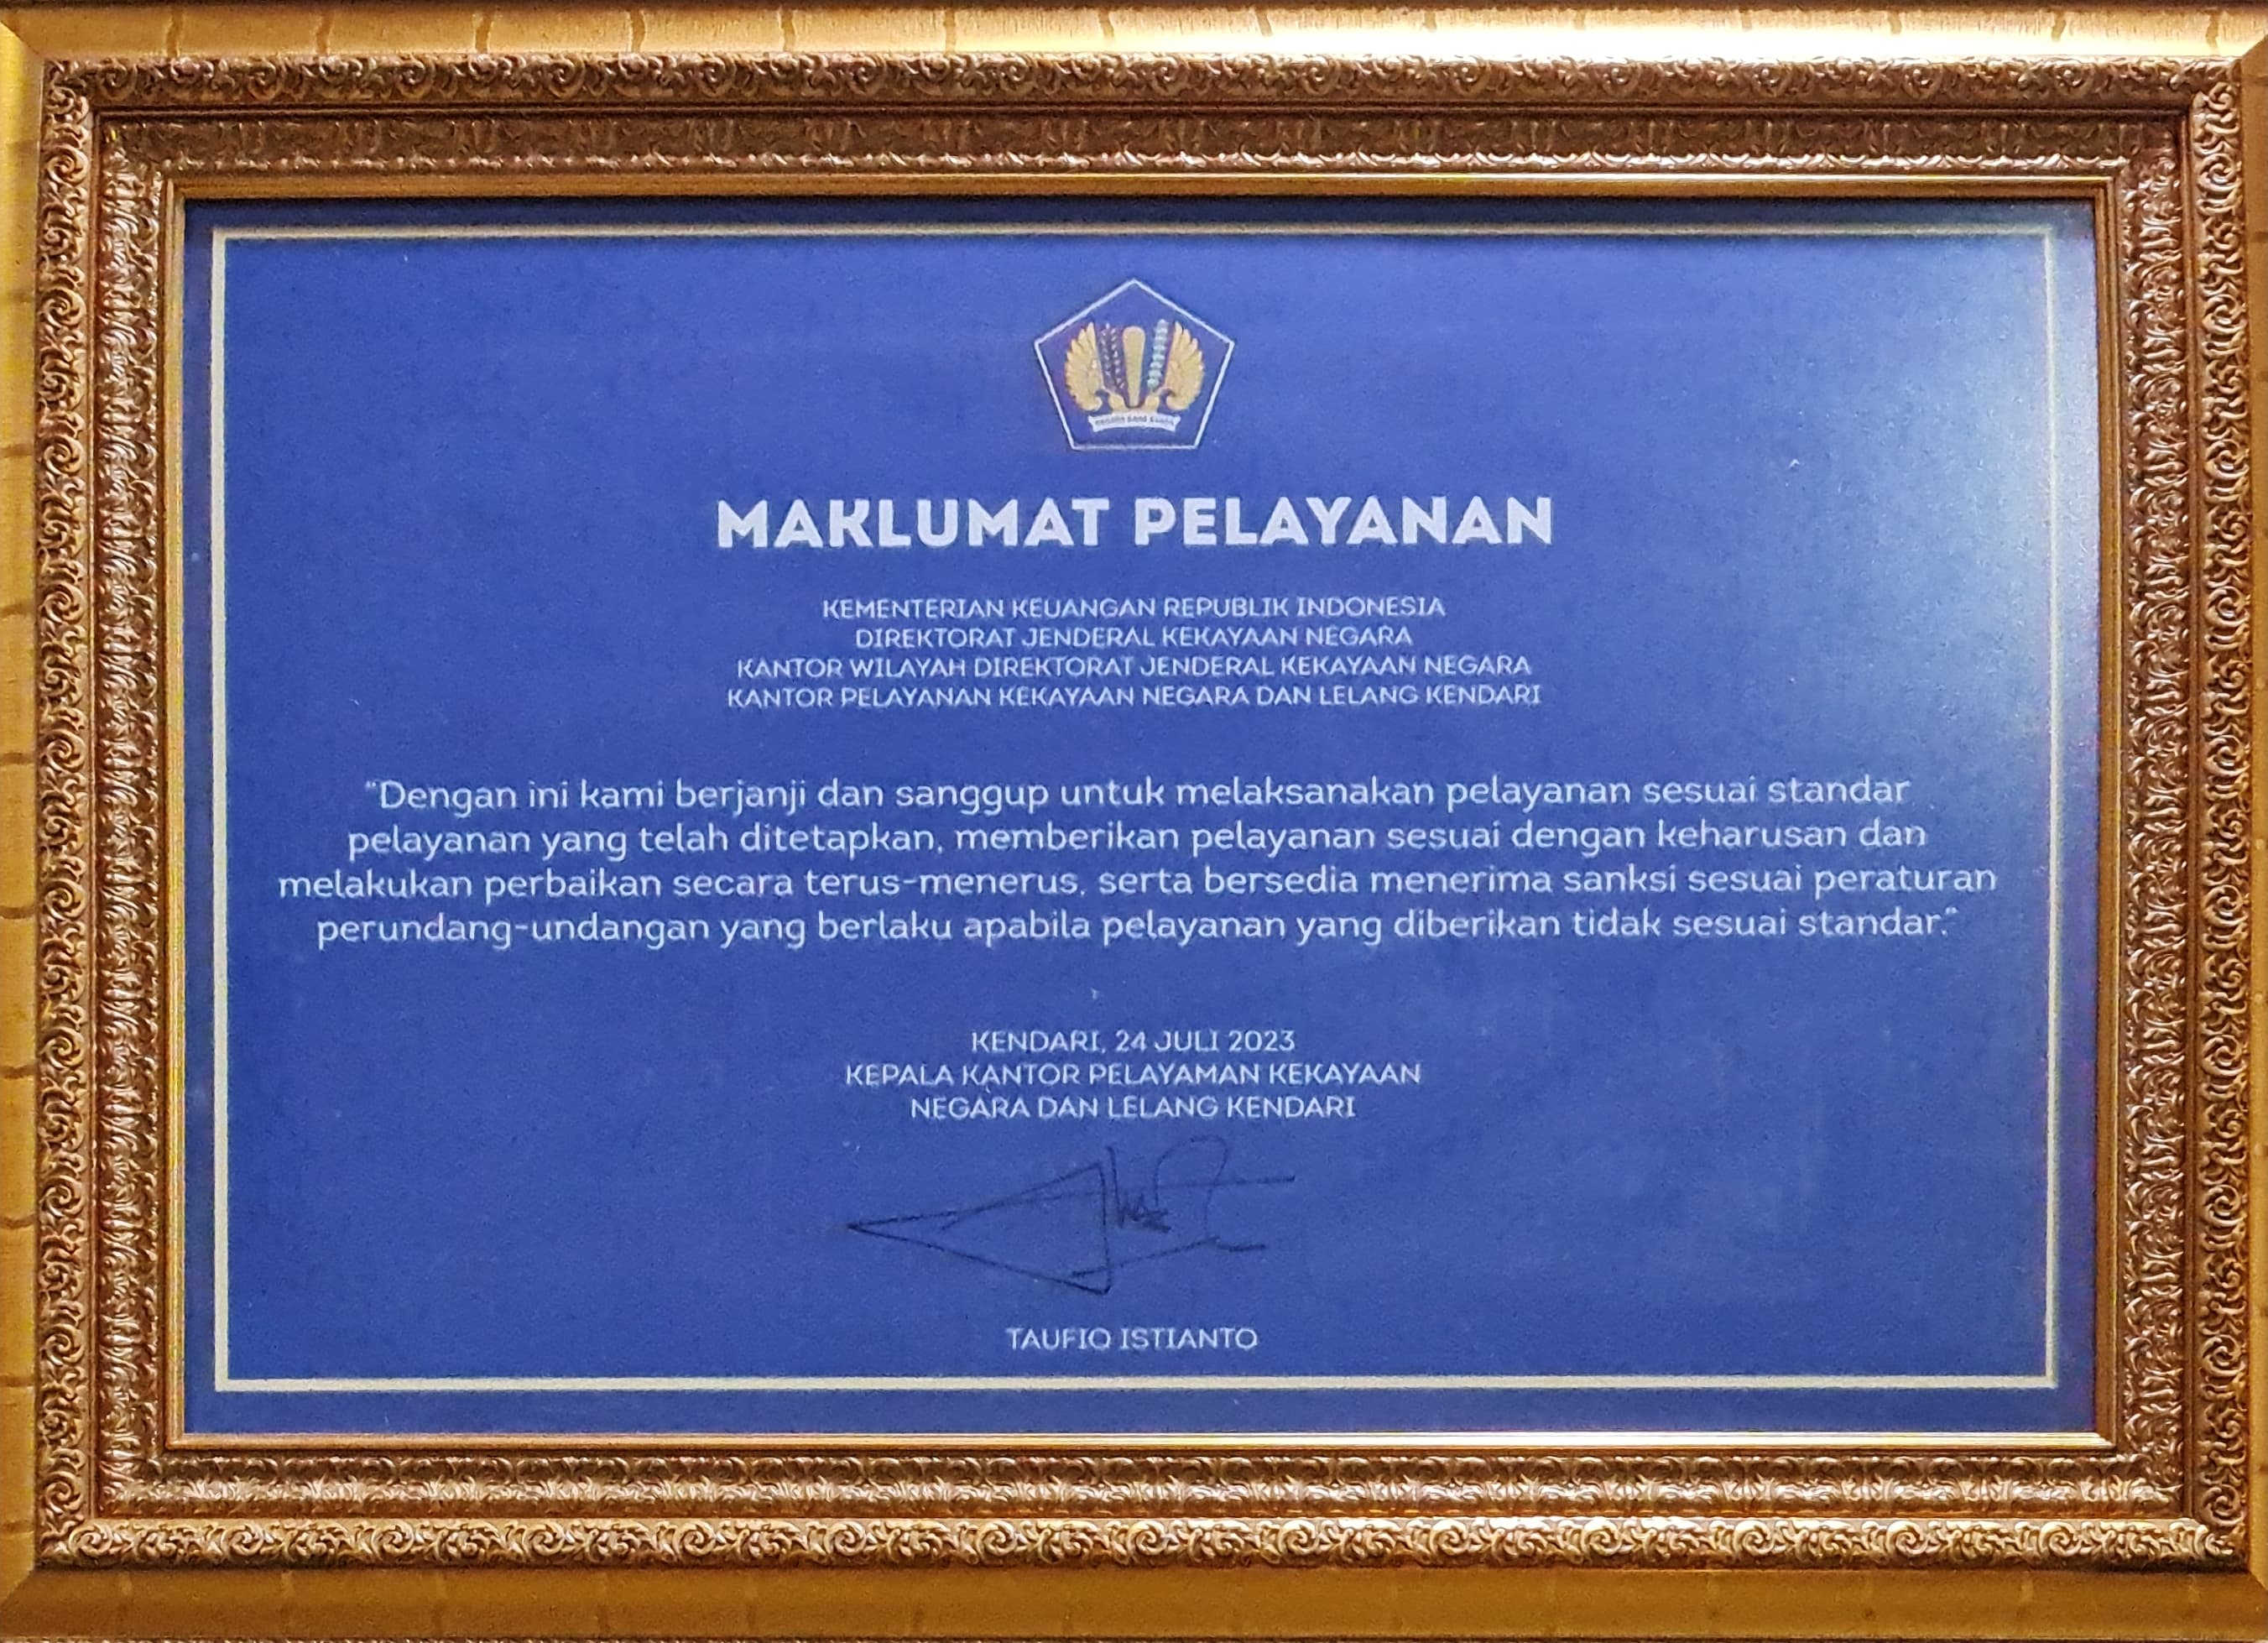 MAKLUMAT PELAYANAN
KEMENTERIAN KEUANGAN REPUBLIK INDONESIA
DIREKTORAT JENDERAL KEKAYAAN NEGARA
KANTOR WILAYAH DIREKTORAT JENDERAL KEKAYAAN NEGARA
KANTOR PELAYANAN KEKAYAAN NEGARA DAN LELANG KENDARI
"Dengan ini kami berjanji dan sanggup untuk melaksanakan pelayanan sesuai standar
pelayanan yang telah ditetapkan, memberikan pelayanan sesuai dengan keharusan dan
melakukan perbaikan secara terus-menerus, serta bersedia menerima sanksi sesuai peraturan
perundang-undangan yang berlaku apabila pelayanan yang diberikan tidak sesuai standar."
KENDARI, 24 JULI 2023
KEPALA KANTOR PELAYAMAN KEKAYAAN
NEGARA DAN LELANG KENDARI
TAUFIQ ISTIANTO